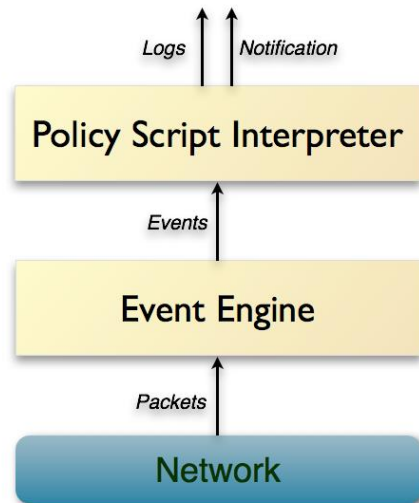 Logs Notification
Policy Script Interpreter
Events
Event Engine
Packets
Network